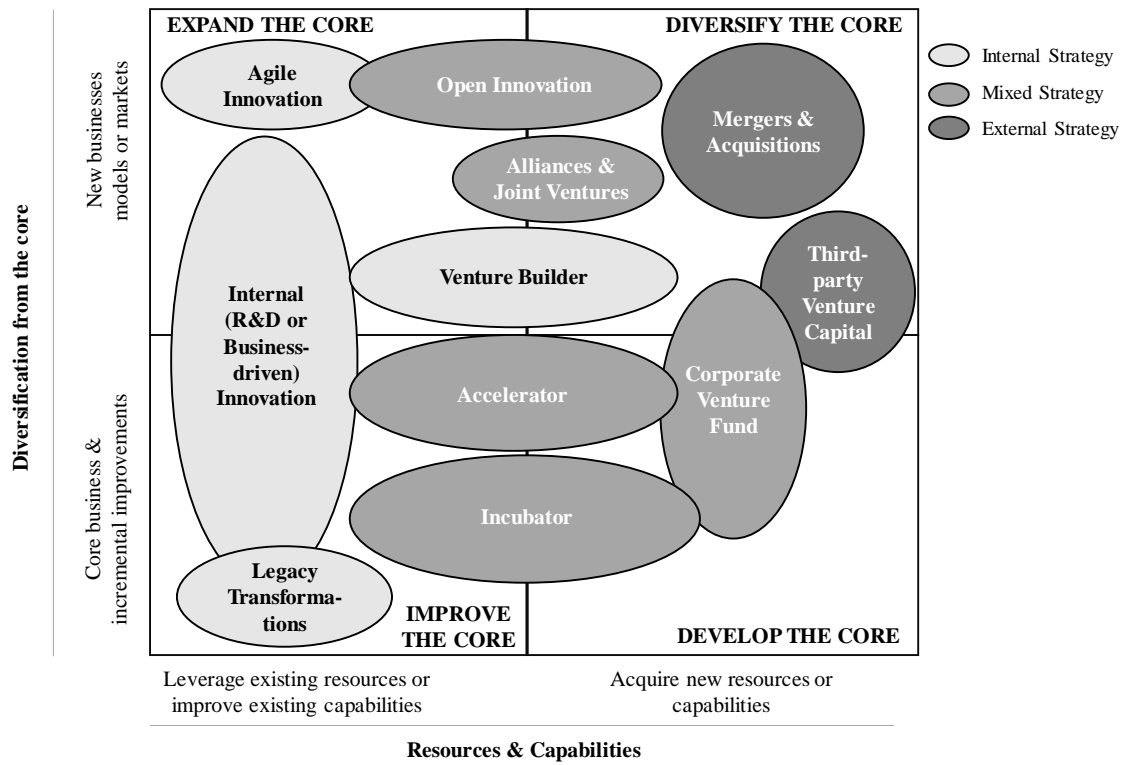 EXPAND THE CORE
DIVERSIFY THE CORE
Agile
Innovation
Open Innovation
Mergers &
Acquisitions
Alliances &
Joint Ventures
Venture Builder
Third-
party
Venture
Capital
Internal
(R&D or
Business-
driven)
Innovation
Accelerator
Corporate
Venture
Fund
Incubator
Legacy
Transforma-
tions
IMPROVE
THE CORE
DEVELOP THE CORE
Internal Strategy
Mixed Strategy
External Strategy
Diversification from the core
New businesses
models or markets
Core business &
incremental improvements
Leverage existing resources or
improve existing capabilities
Acquire new resources or
capabilities
Resources & Capabilities